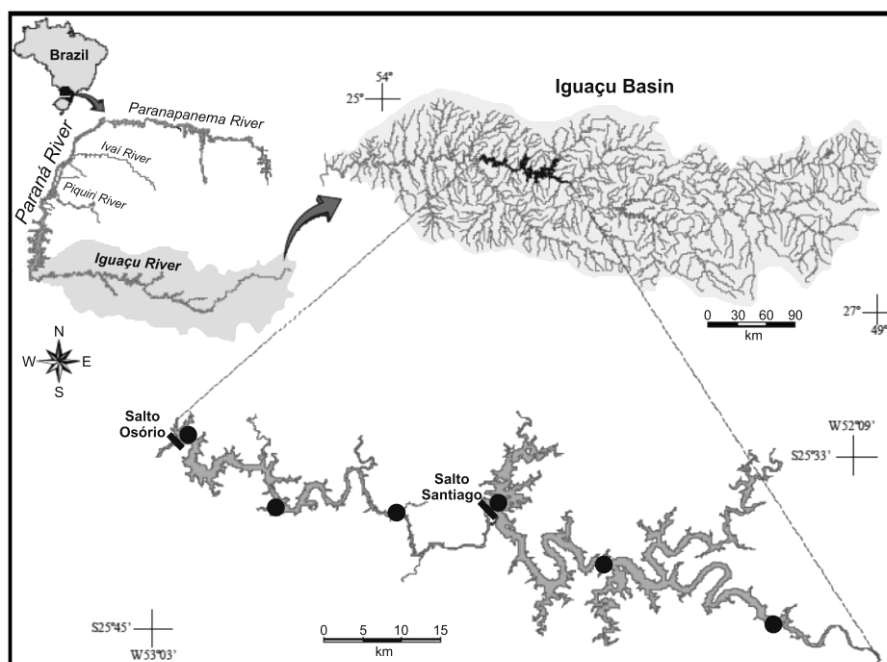 Brazil
Paranapanema River
Paraná River
Ivaí River
Piquiri River
Iguaçu River
Iguaçu Basin
54°
25°
27°
49°
0 30 60 90
km
N
W E
S
Salto
Osório
Salto
Santiago
W52°09'
S25°33'
S25°45'
W53°03'
0 5 10 15
km